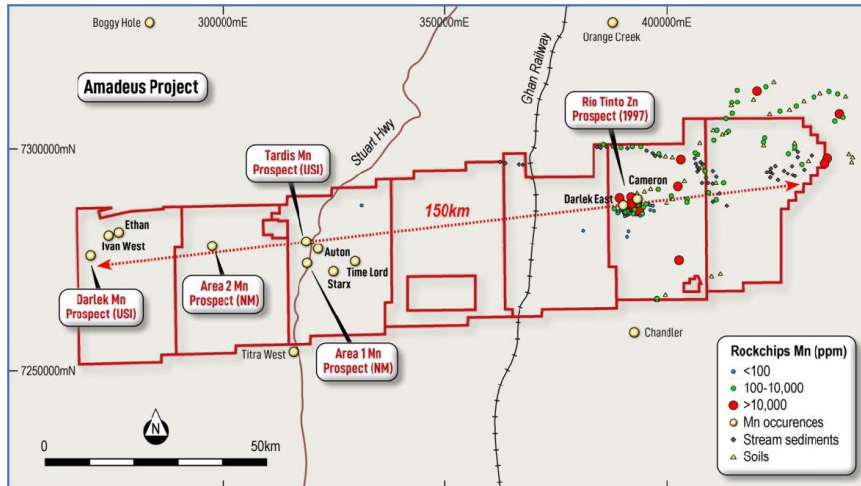 300000mE
350000mE
400000mE
Boggy Hole
Orange Creek
Amadeus Project
Stuart Hwy
Ghan Railway
Rio Tinto Zn
Prospect (1997)
7300000mN
Tardis Mn
Prospect (USI)
Cameron
Darlek East
150km
Ethan
Ivan West
Auton
Time Lord
Starx
Darlek Mn
Prospect (USI)
Area 2 Mn
Prospect (NM)
Area 1 Mn
Prospect (NM)
Titra West
Chandler
7250000mN
N
0
50km
Rockchips Mn (ppm)
<100
100-10,000
>10,000
Mn occurences
Stream sediments
Soils